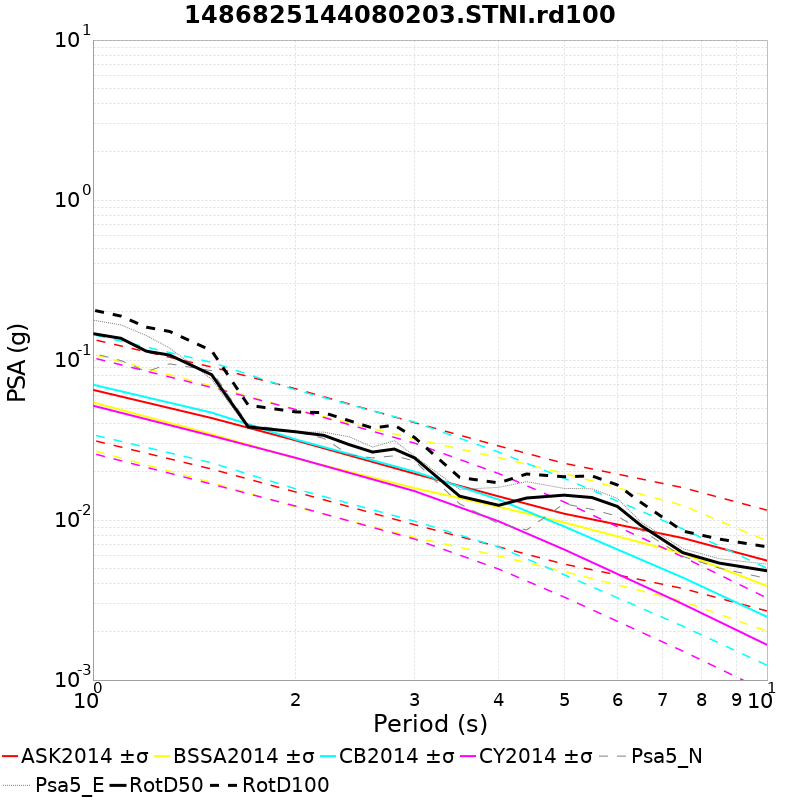 1486825144080203.STNI.rd100
10^1
10^0
10^-1
10^-2
10^-3
PSA (g)
10^0 2 3 4 5 6 7 8 9 10^1
Period (s)
ASK2014 ±σ BSSA2014 ±σ CB2014 ±σ CY2014 ±σ Psa5_N
Psa5_E RotD50 RotD100